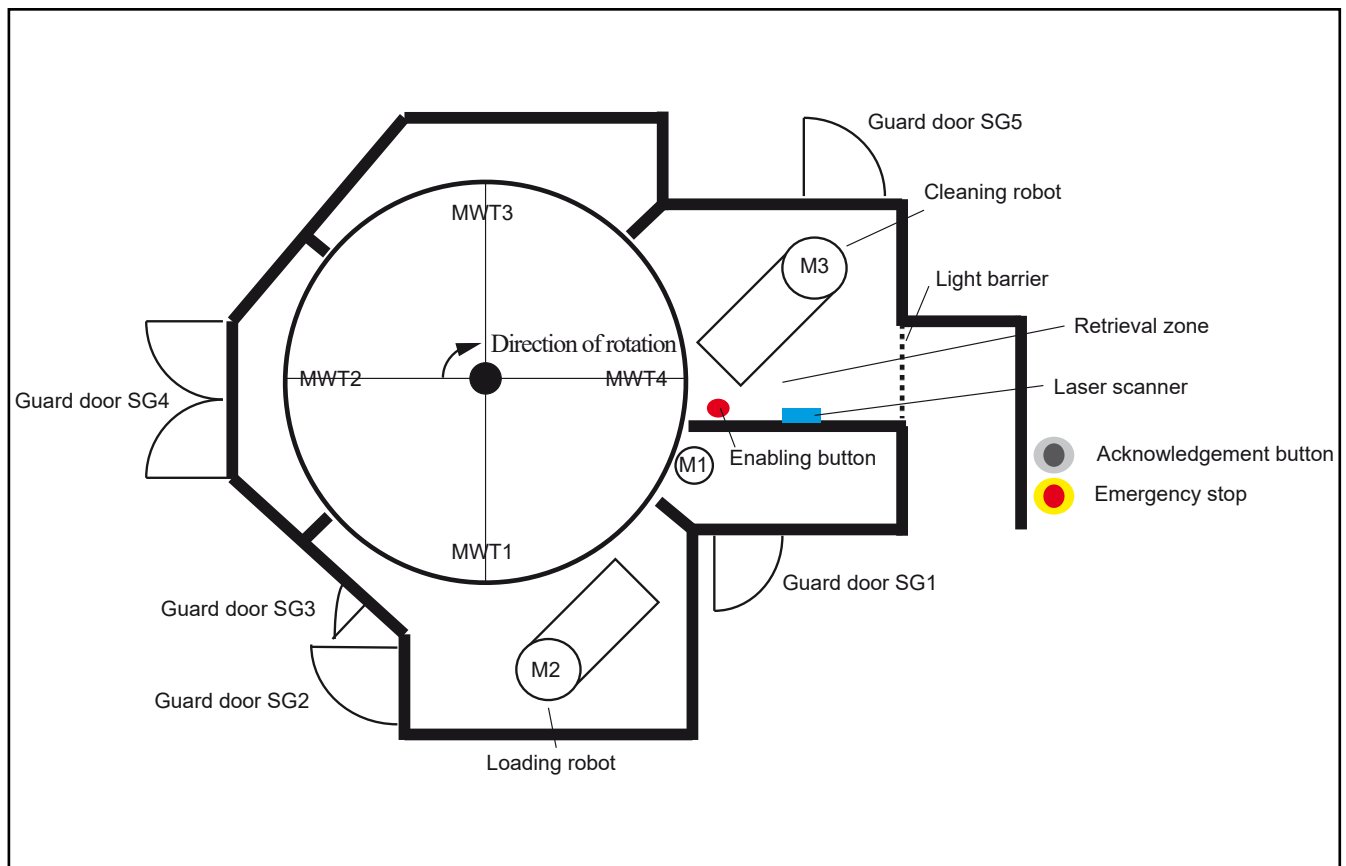 Guard door SG5
Cleaning robot
MWT3
M3
Light barrier
Retrieval zone
Direction of rotation
MWT2
MWT4
Laser scanner
Guard door SG4
Enabling button
Acknowledgement button
M1
Emergency stop
MWT1
Guard door SG1
Guard door SG3
M2
Guard door SG2
Loading robot